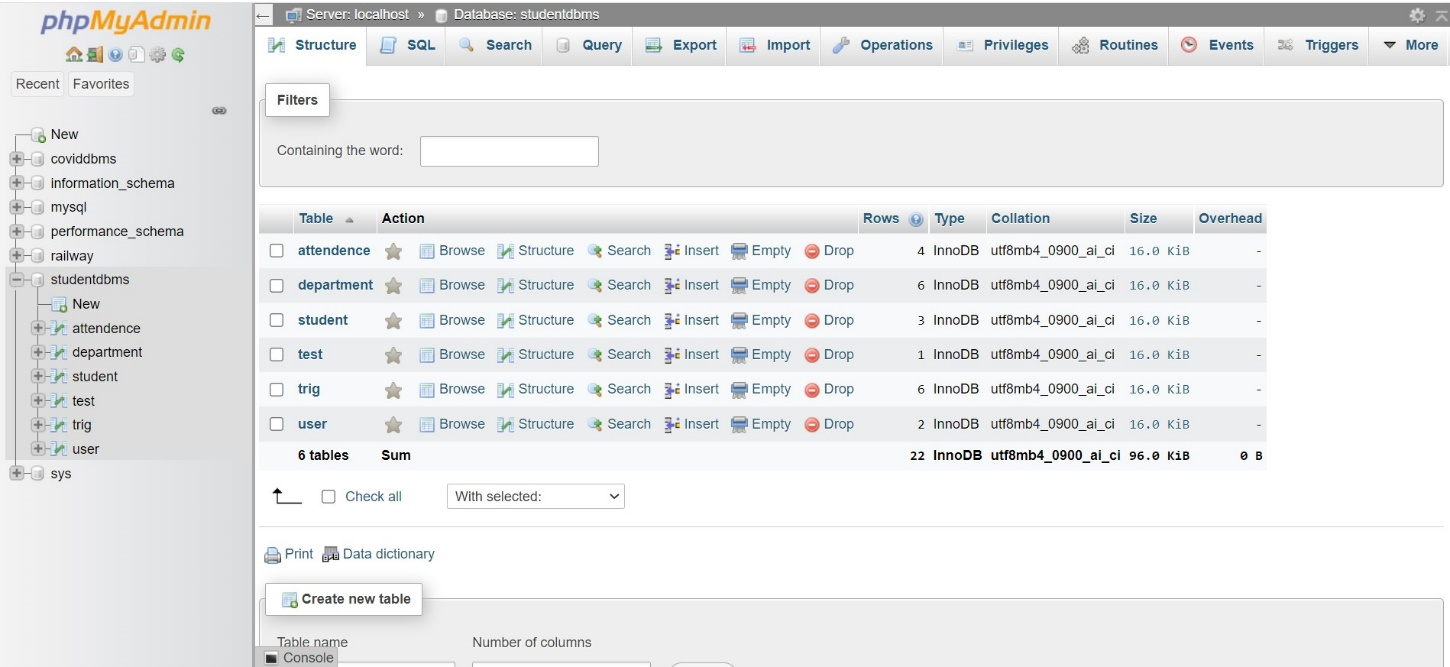 phpMyAdmin
Recent Favorites
New
coviddbms
information_schema
mysql
performance_schema
railway
studentdbms
New
attendence
department
student
test
trig
user
sys
Server: localhost » Database: studentdbms
Structure SQL Search Query Export Import Operations Privileges Routines Events Triggers More
Filters
Containing the word:
Table Action Rows Type Collation Size Overhead
attendence Browse Structure Search Insert Empty Drop 4 InnoDB utf8mb4_0900_ai_ci 16.0 KiB -
department Browse Structure Search Insert Empty Drop 6 InnoDB utf8mb4_0900_ai_ci 16.0 KiB -
student Browse Structure Search Insert Empty Drop 3 InnoDB utf8mb4_0900_ai_ci 16.0 KiB -
test Browse Structure Search Insert Empty Drop 1 InnoDB utf8mb4_0900_ai_ci 16.0 KiB -
trig Browse Structure Search Insert Empty Drop 6 InnoDB utf8mb4_0900_ai_ci 16.0 KiB -
user Browse Structure Search Insert Empty Drop 2 InnoDB utf8mb4_0900_ai_ci 16.0 KiB -
6 tables Sum 22 InnoDB utf8mb4_0900_ai_ci 96.0 KiB 0 B
Check all With selected:
Print Data dictionary
Create new table
Table name Number of columns
Console